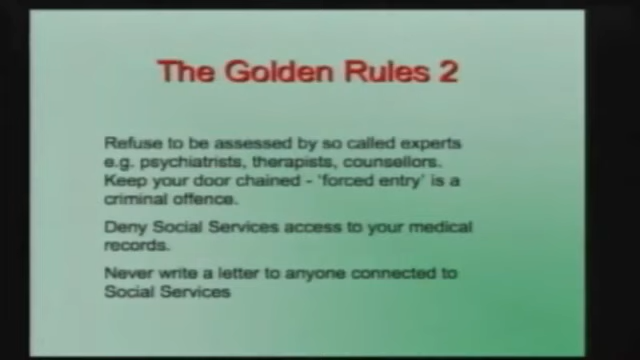 The Golden Rules 2
Refuse to be assessed by so called experts
e.g. psychiatrists, therapists, counsellors.
Keep your door chained - 'forced entry' is a
criminal offence.
Deny Social Services access to your medical
records.
Never write a letter to anyone connected to
Social Services